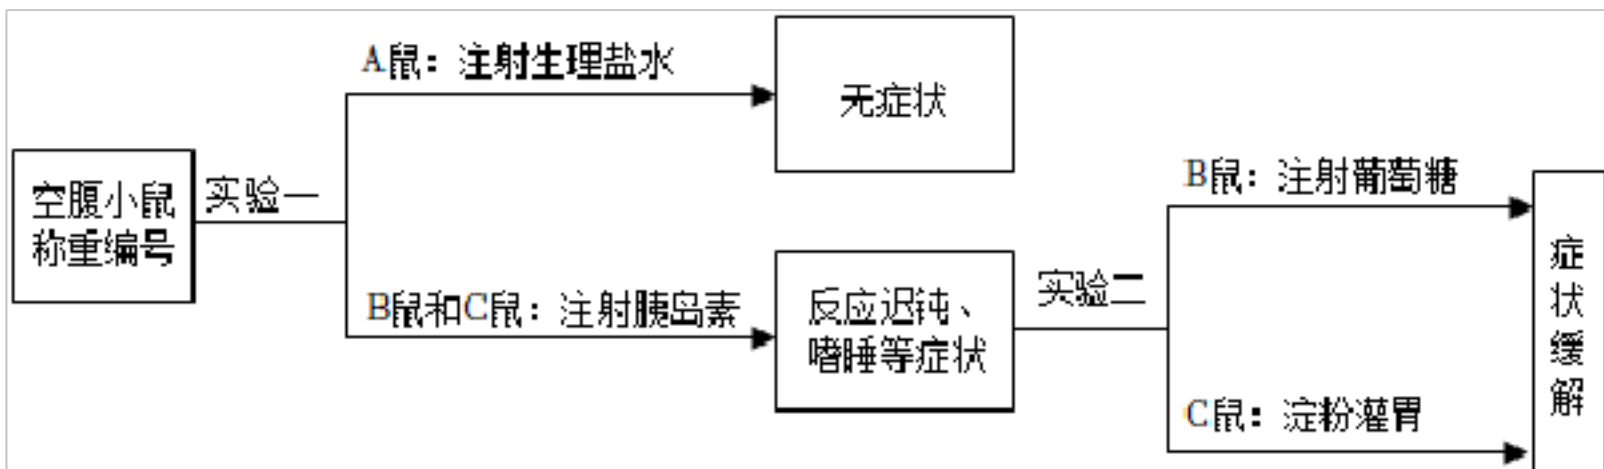 A鼠：注射生理盐水
无症状
空腹小鼠
称重编号
实验一
B鼠和C鼠：注射胰岛素
反应迟钝、
嗜睡等症状
实验二
B鼠：注射葡萄糖
C鼠：淀粉灌胃
症
状
缓
解